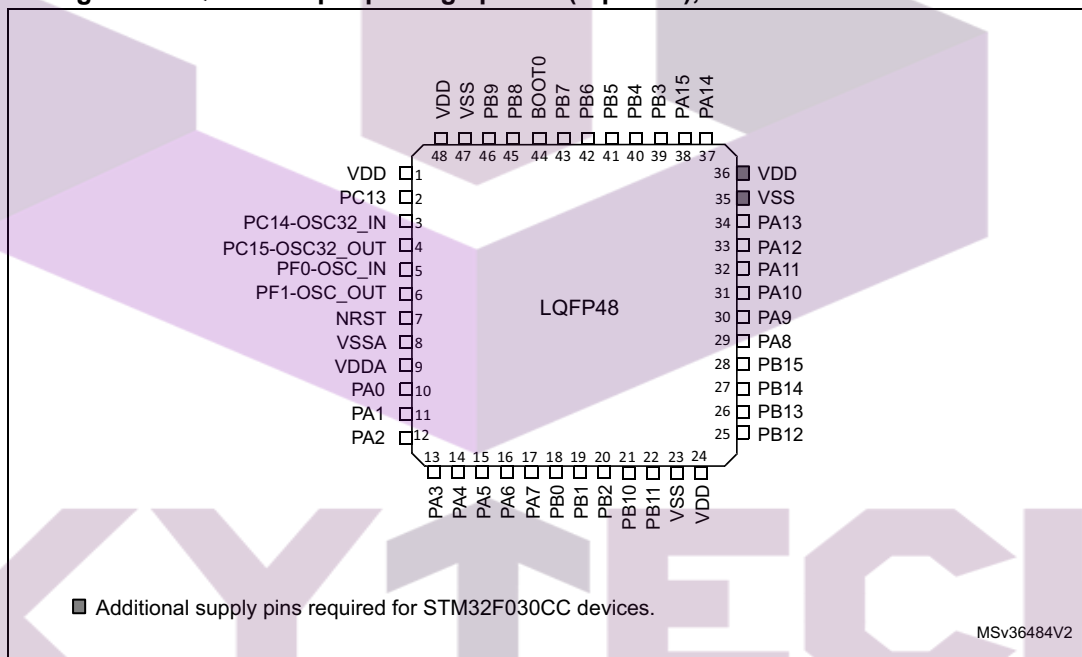 VDD
VSS
PB9
PB8
BOOT0
PB7
PB6
PB5
PB4
PB3
PA15
PA14
48 47 46 45 44 43 42 41 40 39 38 37
VDD 1
PC13 2
PC14-OSC32_IN 3
PC15-OSC32_OUT 4
PF0-OSC_IN 5
PF1-OSC_OUT 6
NRST 7
VSSA 8
VDDA 9
PA0 10
PA1 11
PA2 12
LQFP48
36 VDD
35 VSS
34 PA13
33 PA12
32 PA11
31 PA10
30 PA9
29 PA8
28 PB15
27 PB14
26 PB13
25 PB12
13 14 15 16 17 18 19 20 21 22 23 24
PA3
PA4
PA5
PA6
PA7
PB0
PB1
PB2
PB10
PB11
VSS
VDD
Additional supply pins required for STM32F030CC devices.
MSv36484V2
KYTECH